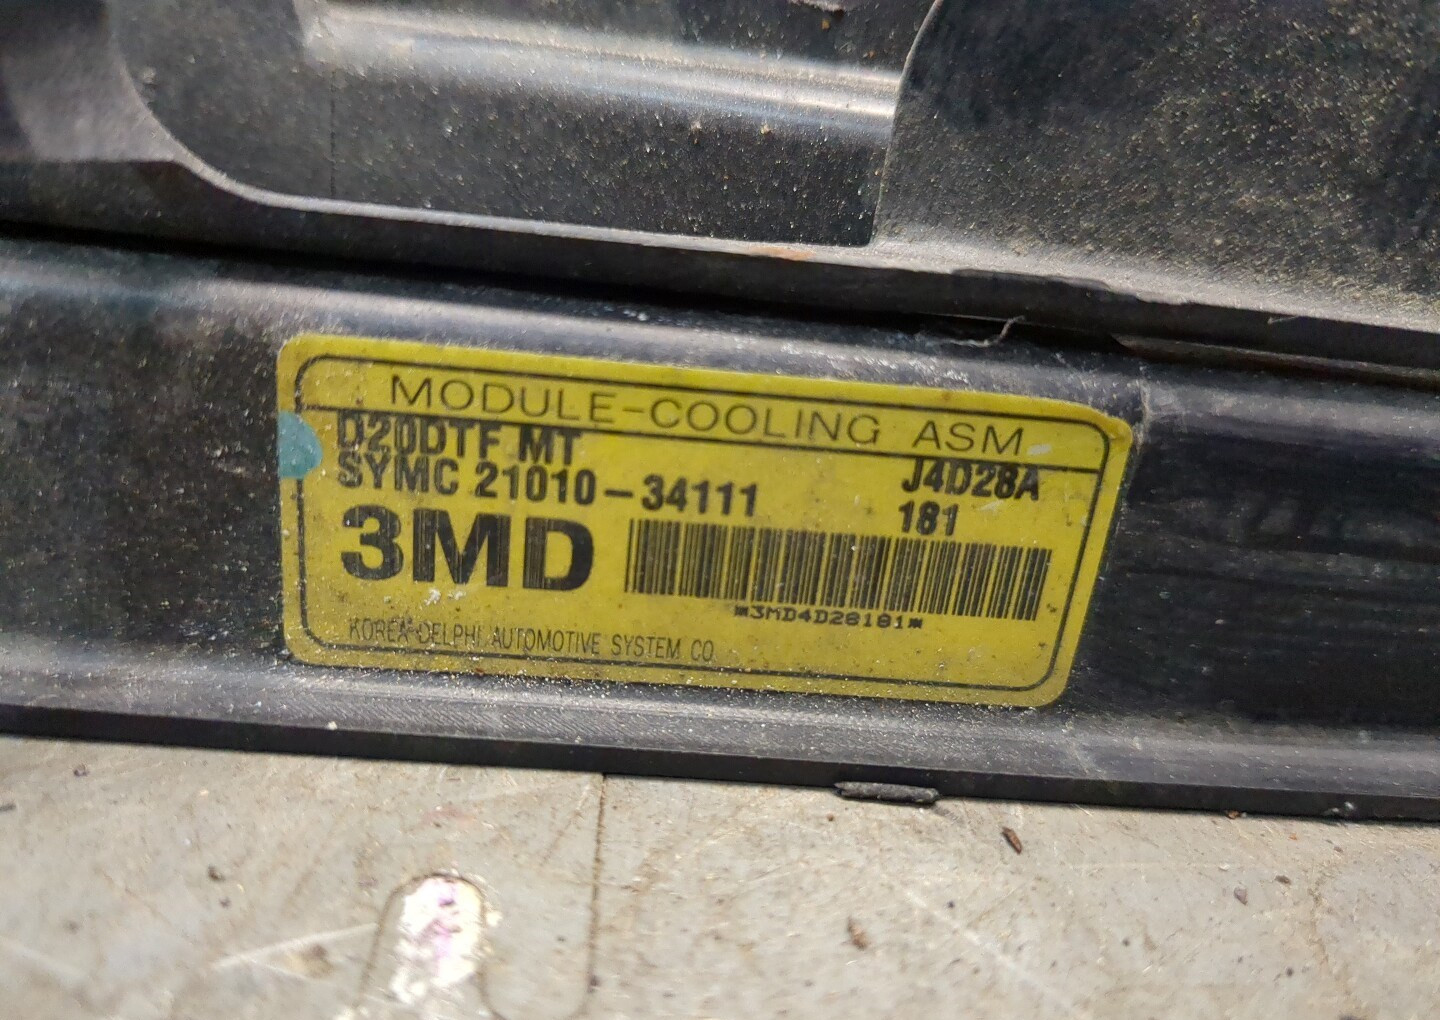 MODULE-COOLING ASM
D20DTF MT
J4D28A
SYMC 21010-34111
181
3MD
*3MD4D28181*
KOREA DELPHI AUTOMOTIVE SYSTEM CO